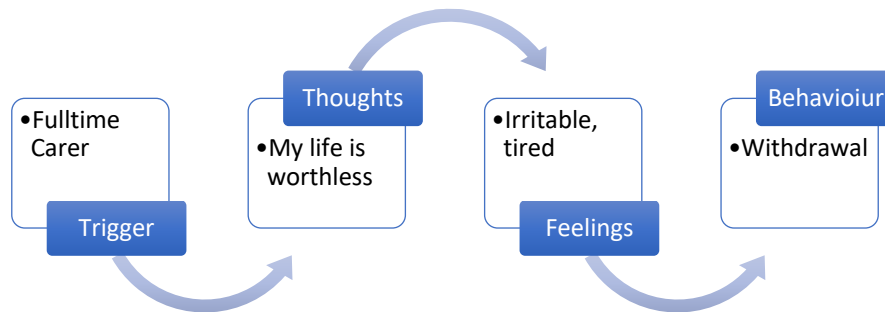 •Fulltime
Carer
Trigger
Thoughts
•My life is
worthless
•Irritable,
tired
Feelings
Behavioiur
•Withdrawal